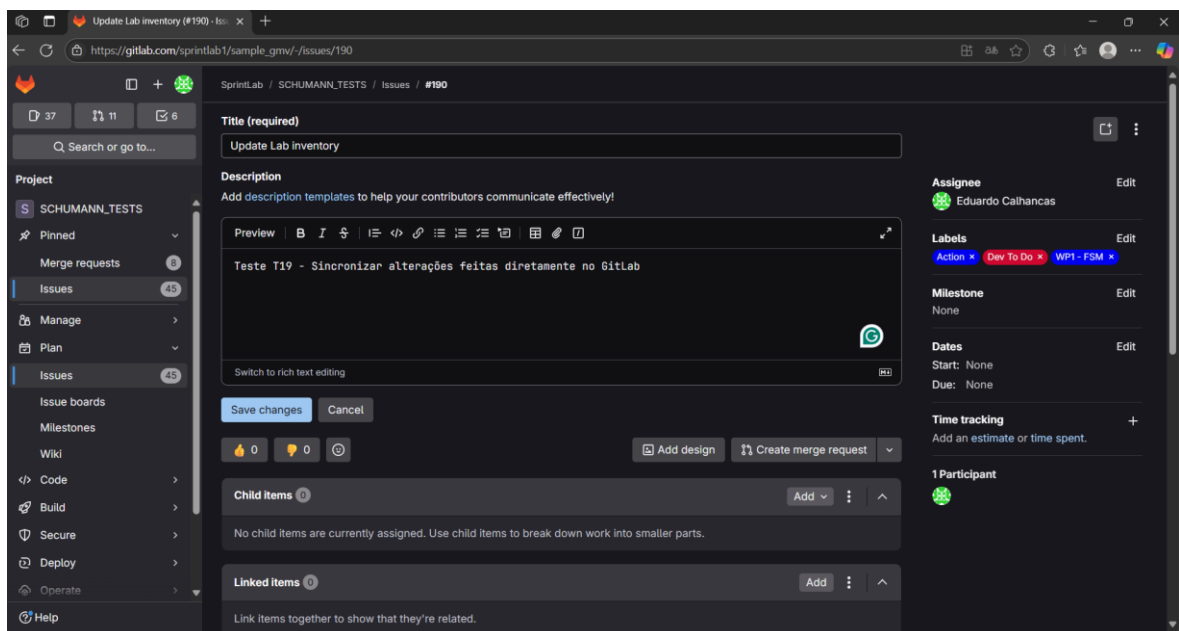 Update Lab inventory (#190) · Iss
https://gitlab.com/sprintlab1/sample_gmv/-/issues/190
37 11 6
Search or go to...
Project
S SCHUMANN_TESTS
Pinned
Merge requests 8
Issues 45
Manage
Plan
Issues 45
Issue boards
Milestones
Wiki
Code
Build
Secure
Deploy
Operate
Help
SprintLab / SCHUMANN_TESTS / Issues / #190
Title (required)
Update Lab inventory
Description
Add description templates to help your contributors communicate effectively!
Preview B I S
Teste T19 - Sincronizar alterações feitas diretamente no GitLab
Switch to rich text editing
Save changes Cancel
0 0 Add design Create merge request
Child items 0 Add
No child items are currently assigned. Use child items to break down work into smaller parts.
Linked items 0 Add
Link items together to show that they're related.
Assignee Edit
Eduardo Calhancas
Labels Edit
Action × Dev To Do × WP1 - FSM ×
Milestone Edit
None
Dates Edit
Start: None
Due: None
Time tracking +
Add an estimate or time spent.
1 Participant